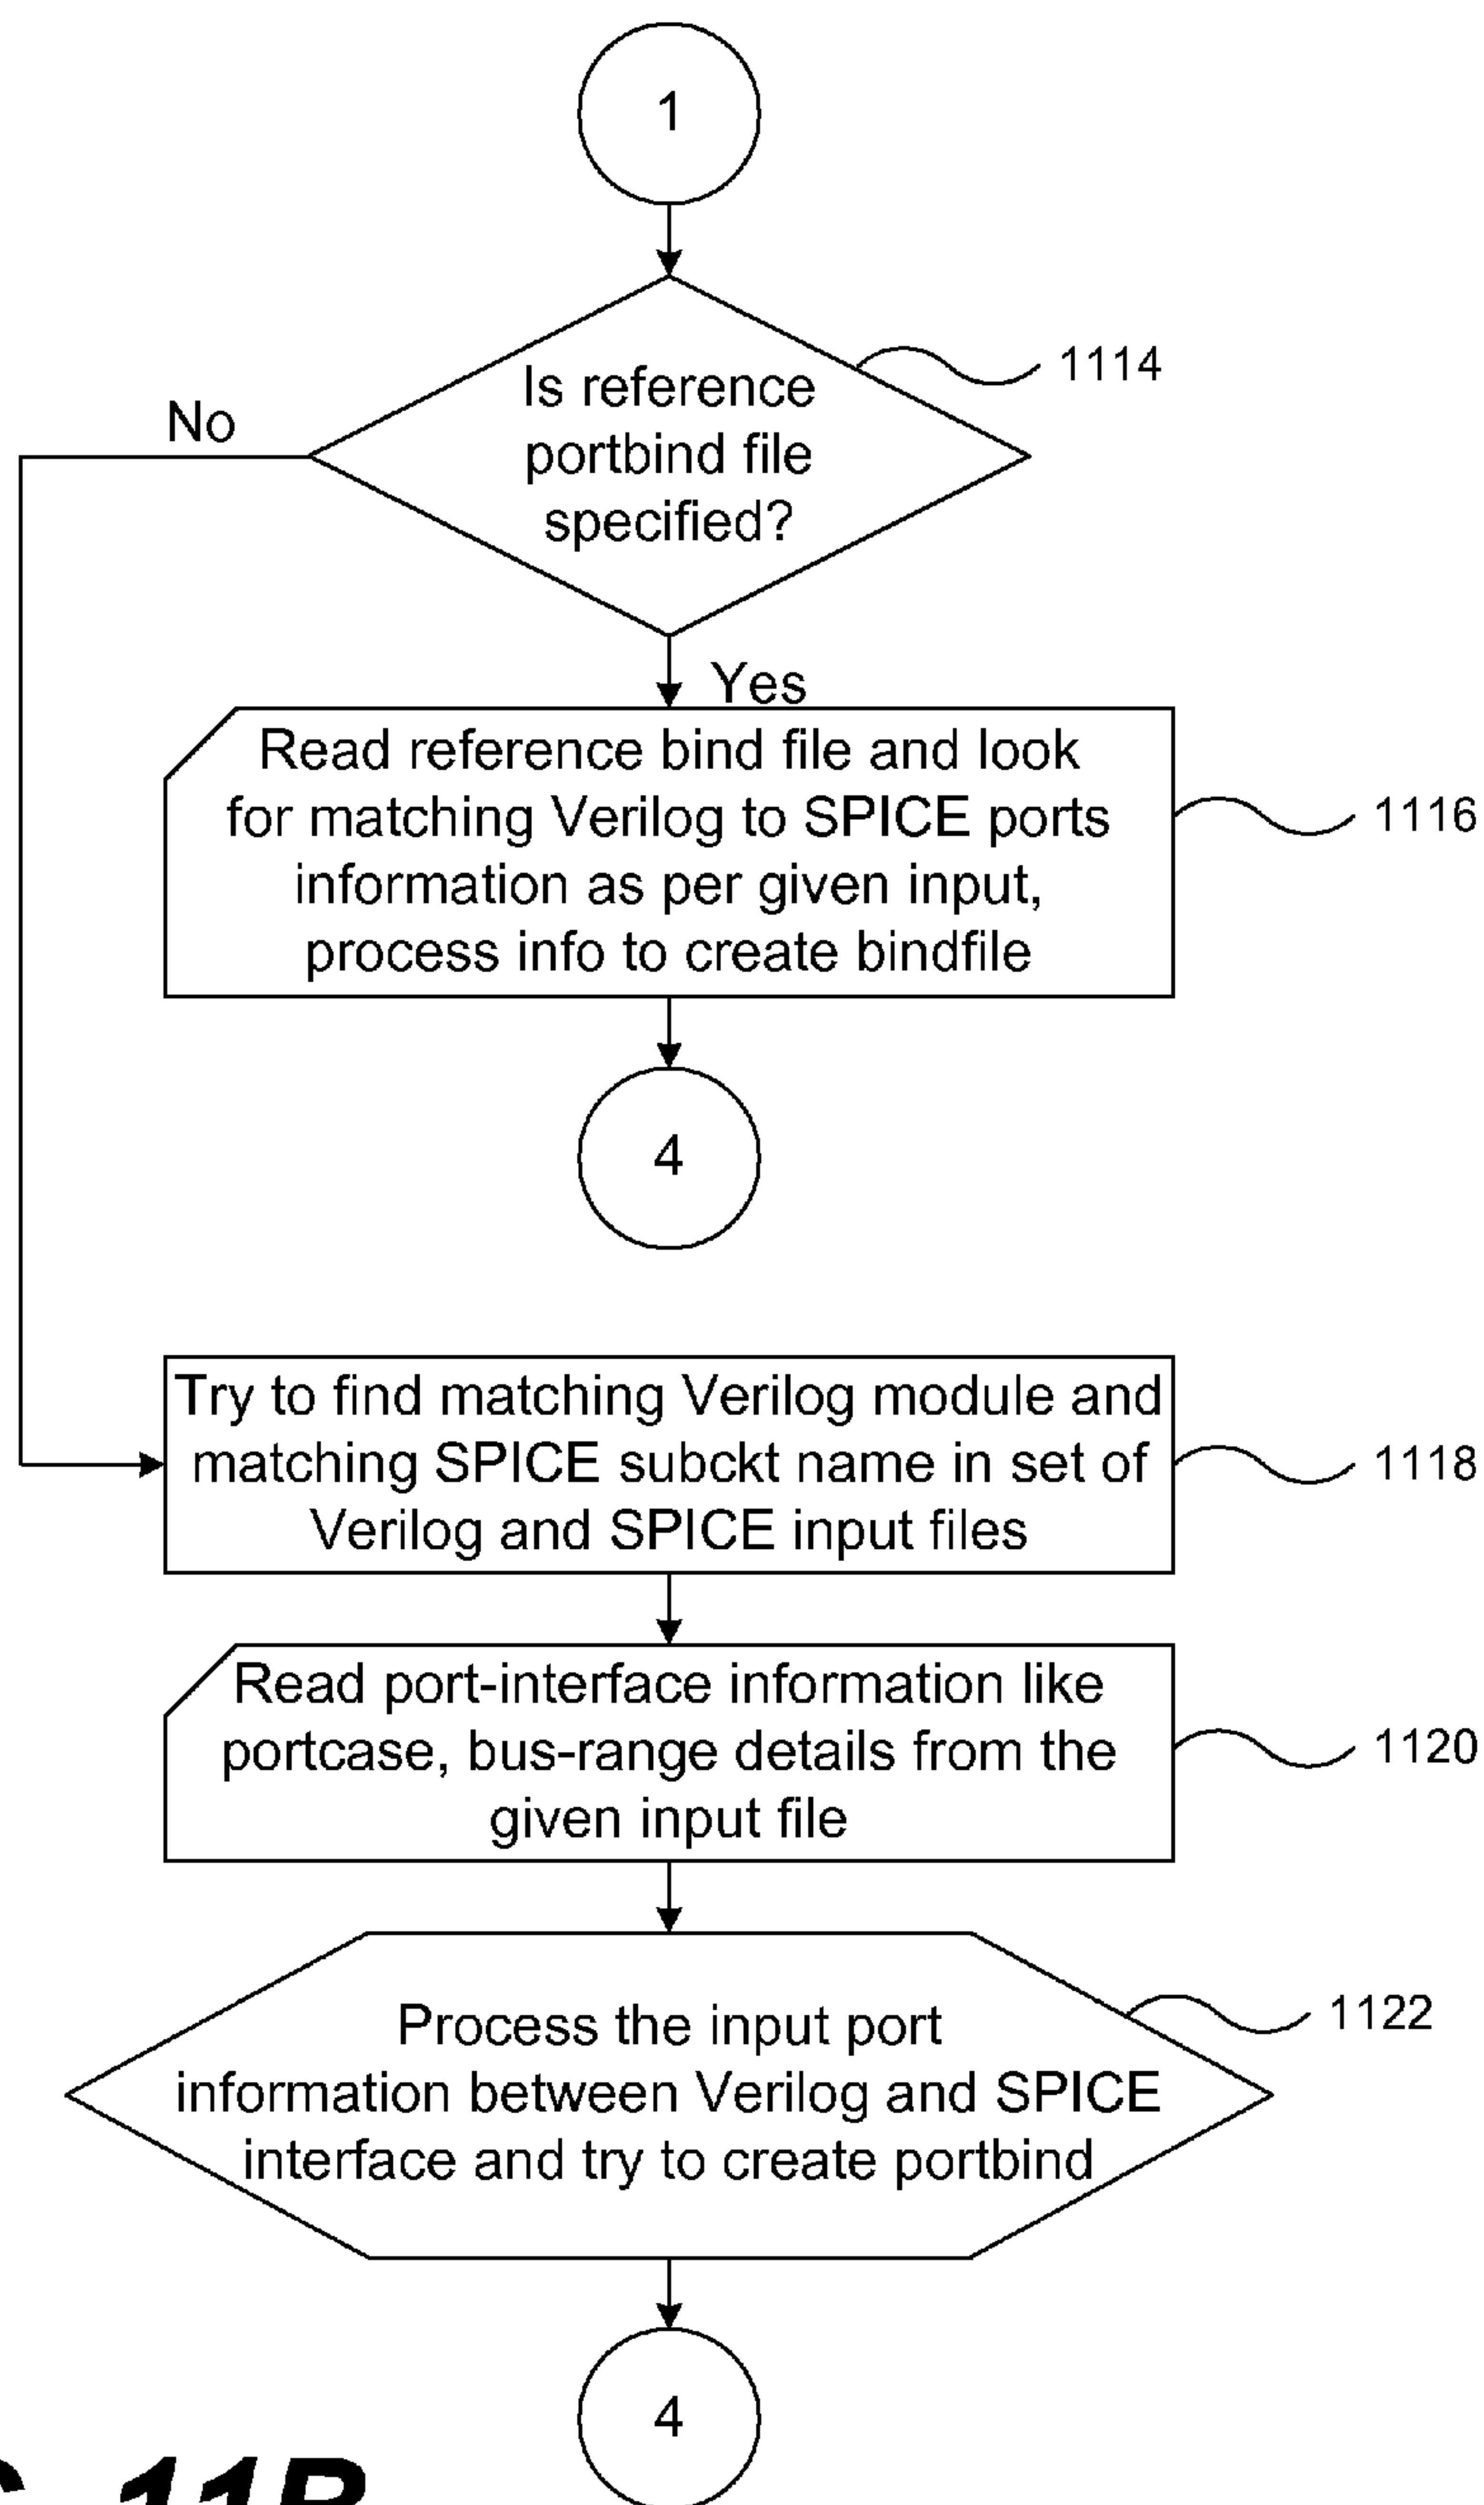 1
Is reference
portbind file
specified?
1114
No
Yes
Read reference bind file and look
for matching Verilog to SPICE ports
information as per given input,
process info to create bindfile
1116
4
Try to find matching Verilog module and
matching SPICE subckt name in set of
Verilog and SPICE input files
1118
Read port-interface information like
portcase, bus-range details from the
given input file
1120
Process the input port
information between Verilog and SPICE
interface and try to create portbind
1122
4
11B